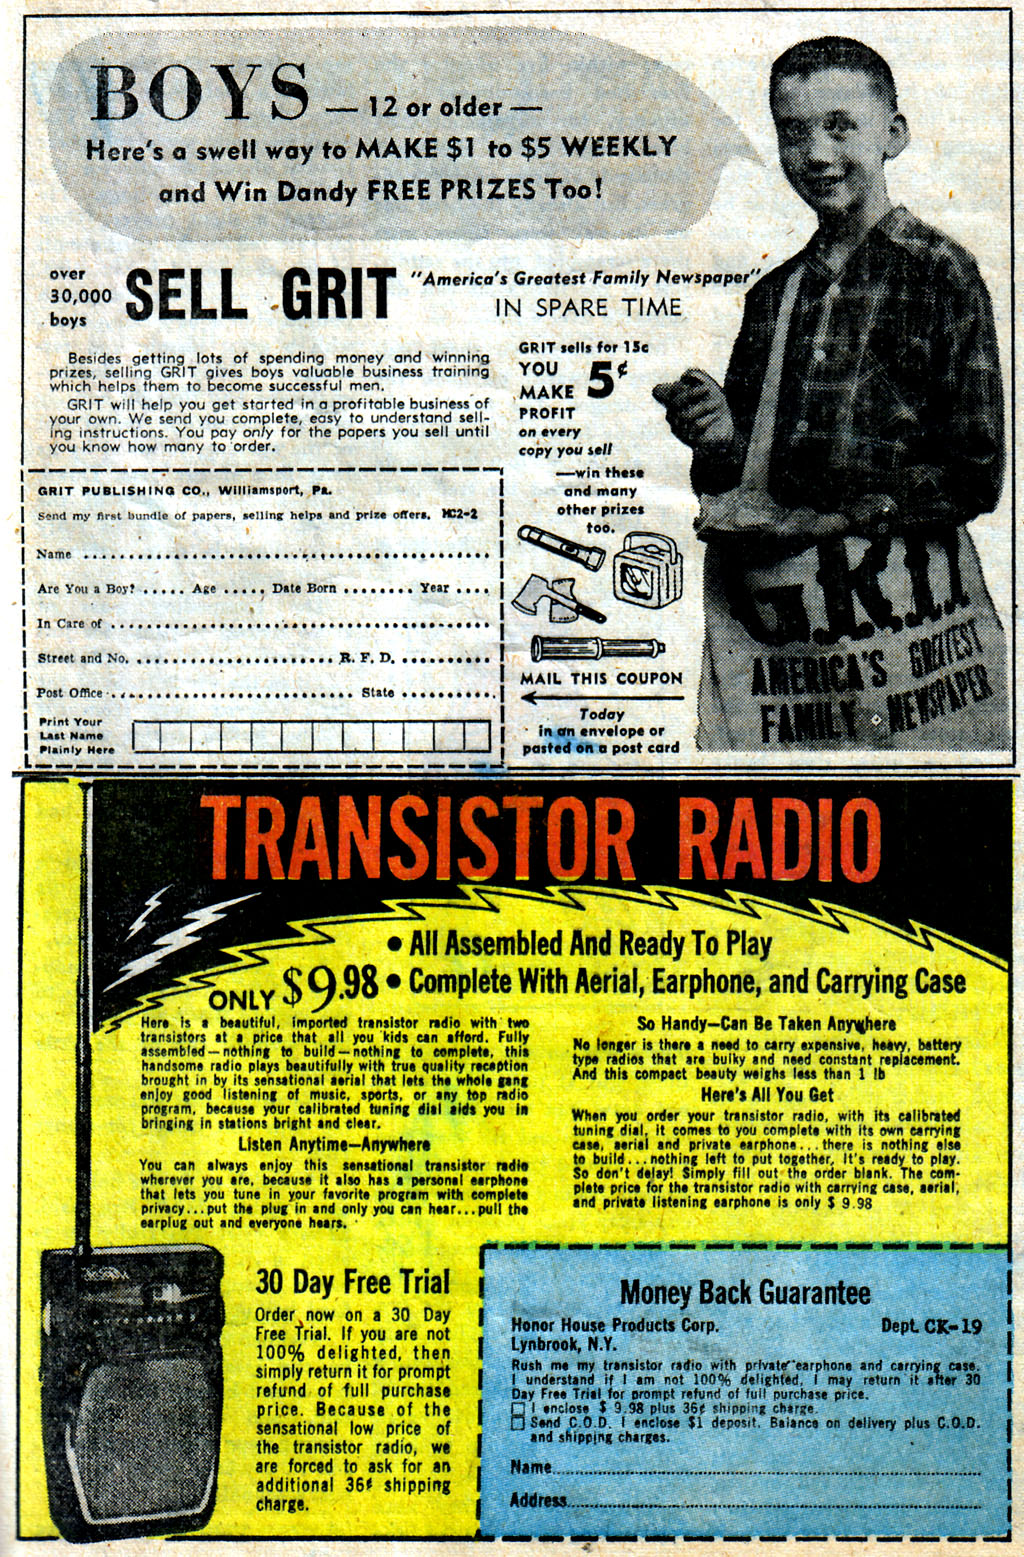 BOYS — 12 or older —
Here's a swell way to MAKE $1 to $5 WEEKLY
and Win Dandy FREE PRIZES Too!
over
30,000
boys
SELL GRIT
"America's Greatest Family Newspaper"
IN SPARE TIME
Besides getting lots of spending money and winning
prizes, selling GRIT gives boys valuable business training
which helps them to become successful men.
GRIT will help you get started in a profitable business of
your own. We send you complete, easy to understand sell-
ing instructions. You pay only for the papers you sell until
you know how many to order.
GRIT sells for 15c
YOU
MAKE 5¢
PROFIT
on every
copy you sell
—win these
and many
other prizes
too.
GRIT PUBLISHING CO., Williamsport, Pa.
Send my first bundle of papers, selling helps and prize offers. MC2-2
Name
Are You a Boy? ..... Age ...., Date Born ........ Year ....
In Care of
Street and No. R. F. D.
Post Office State
Print Your
Last Name
Plainly Here
MAIL THIS COUPON
Today
in an envelope or
pasted on a post card
GRIT
AMERICA'S GREATEST
FAMILY NEWSPAPER
TRANSISTOR RADIO
• All Assembled And Ready To Play
ONLY $9.98 • Complete With Aerial, Earphone, and Carrying Case
Here is a beautiful, imported transistor radio with two
transistors at a price that all you kids can afford. Fully
assembled—nothing to build—nothing to complete, this
handsome radio plays beautifully with true quality reception
brought in by its sensational aerial that lets the whole gang
enjoy good listening of music, sports, or any top radio
program, because your calibrated tuning dial aids you in
bringing in stations bright and clear.
Listen Anytime—Anywhere
You can always enjoy this sensational transistor radio
wherever you are, because it also has a personal earphone
that lets you tune in your favorite program with complete
privacy...put the plug in and only you can hear...pull the
earplug out and everyone hears.
So Handy—Can Be Taken Anywhere
No longer is there a need to carry expensive, heavy, battery
type radios that are bulky and need constant replacement.
And this compact beauty weighs less than 1 lb
Here's All You Get
When you order your transistor radio, with its calibrated
tuning dial, it comes to you complete with its own carrying
case, aerial and private earphone...there is nothing else
to build...nothing left to put together, It's ready to play.
So don't delay! Simply fill out the order blank. The com-
plete price for the transistor radio with carrying case, aerial,
and private listening earphone is only $ 9.98
30 Day Free Trial
Order now on a 30 Day
Free Trial. If you are not
100% delighted, then
simply return it for prompt
refund of full purchase
price. Because of the
sensational low price of
the transistor radio, we
are forced to ask for an
additional 36¢ shipping
charge.
Money Back Guarantee
Honor House Products Corp. Dept. CK-19
Lynbrook, N.Y.
Rush me my transistor radio with private earphone and carrying case.
I understand if I am not 100% delighted, I may return it after 30
Day Free Trial for prompt refund of full purchase price.
☐ I enclose $ 9.98 plus 36¢ shipping charge.
☐ Send C.O.D. I enclose $1 deposit. Balance on delivery plus C.O.D.
and shipping charges.
Name
Address